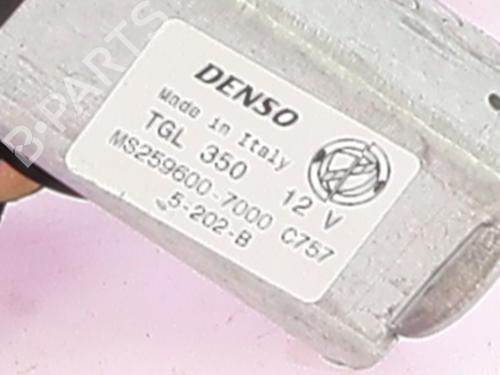 B-PARTS
DENSO
Made in Italy
TGL 350 12 V
MS259600-7000 C757
5-202-B